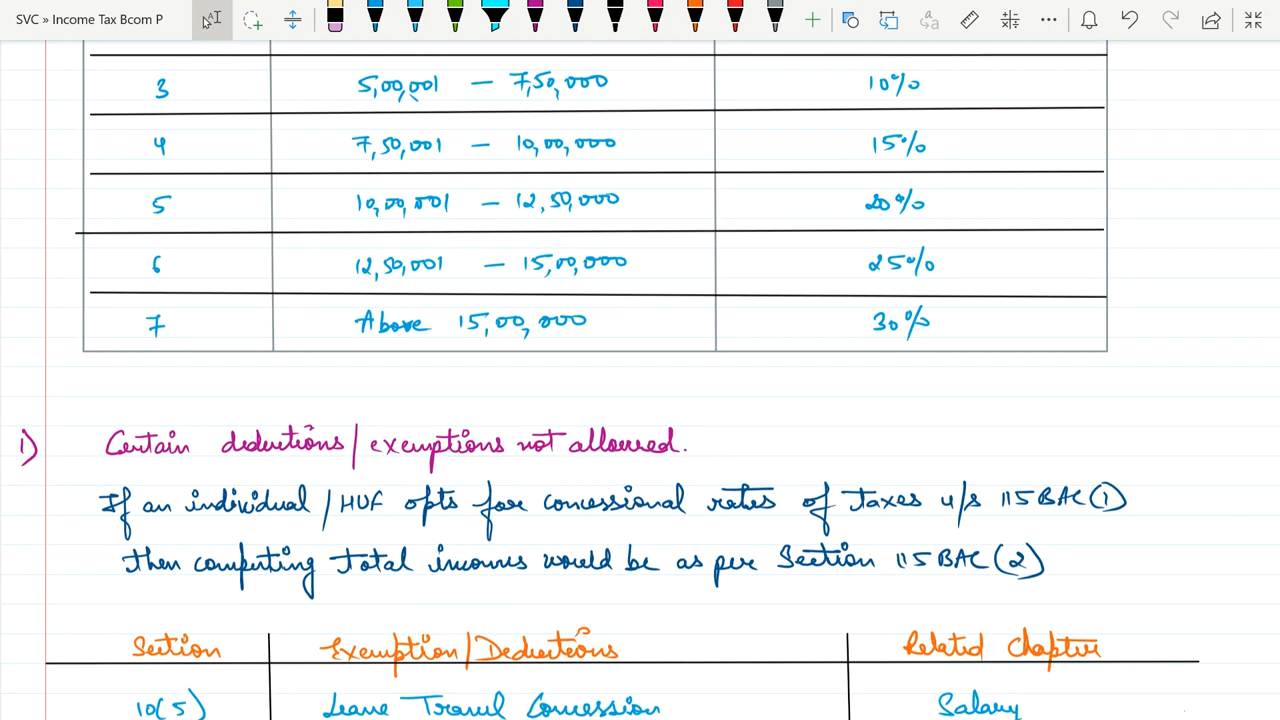 SVC » Income Tax Bcom P
3 5,00,001 — 7,50,000 10%
4 7,50,001 — 10,00,000 15%
5 10,00,001 — 12,50,000 20%
6 12,50,001 — 15,00,000 25%
7 Above 15,00,000 30%
1) Certain deductions/exemptions not allowed.
If an individual/HUF opts for concessional rates of taxes u/s 115BAC(1)
then computing total incomes would be as per Section 115BAC(2)
Section Exemption/Deductions Related Chapter
10(5) Leave Travel Concession Salary